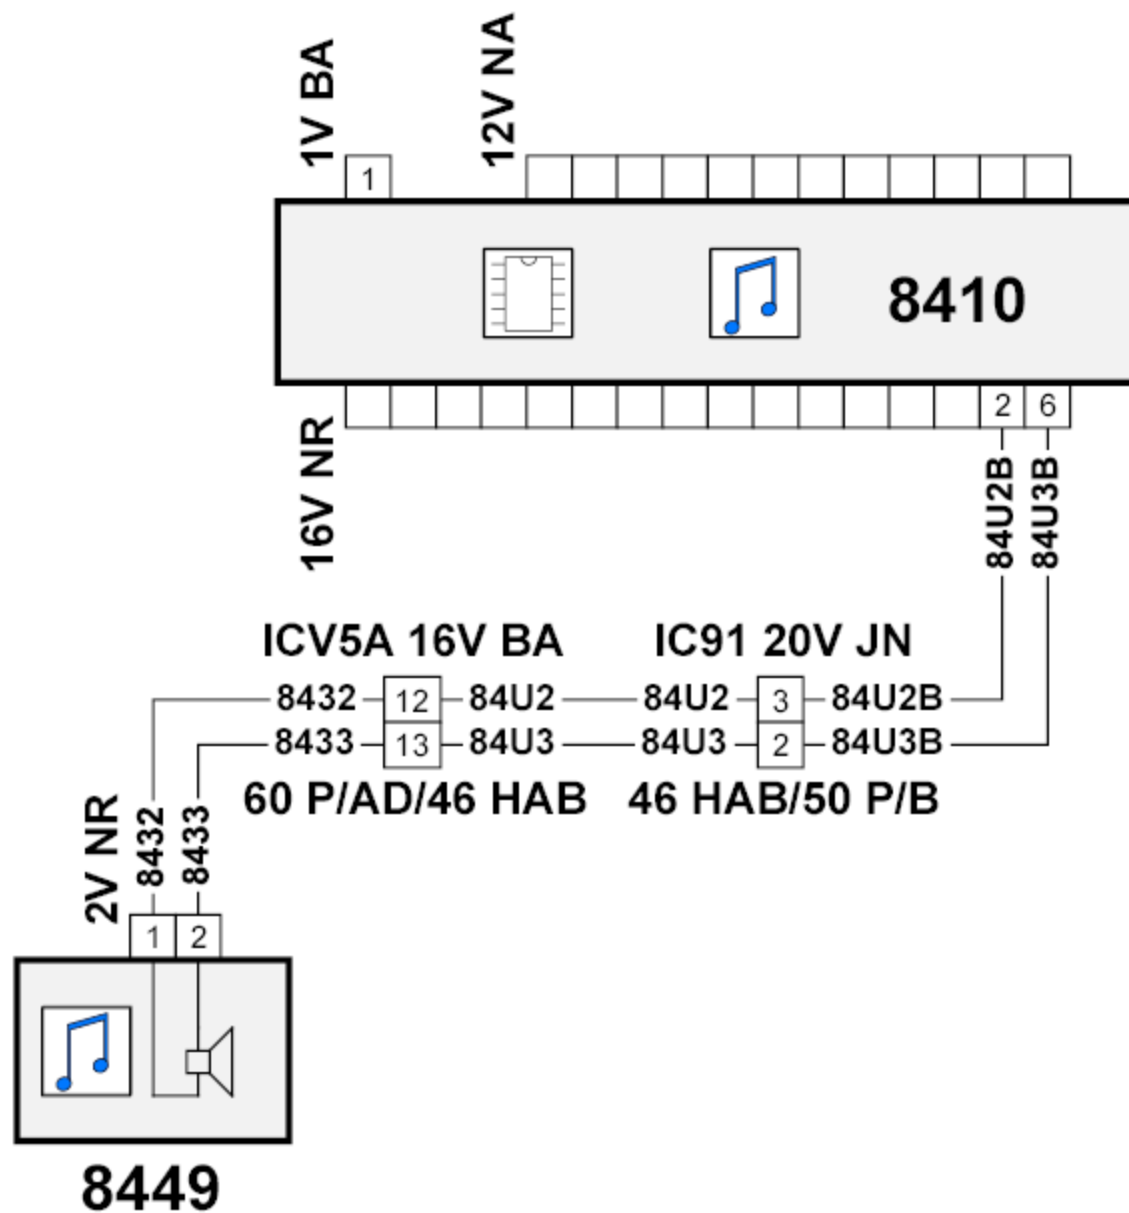 1V BA
12V NA
1
8410
2 6
16V NR
84U2B
84U3B
ICV5A 16V BA
IC91 20V JN
8432 12 84U2 84U2 3 84U2B
8433 13 84U3 84U3 2 84U3B
60 P/AD/46 HAB
46 HAB/50 P/B
2V NR
8432
8433
1 2
8449